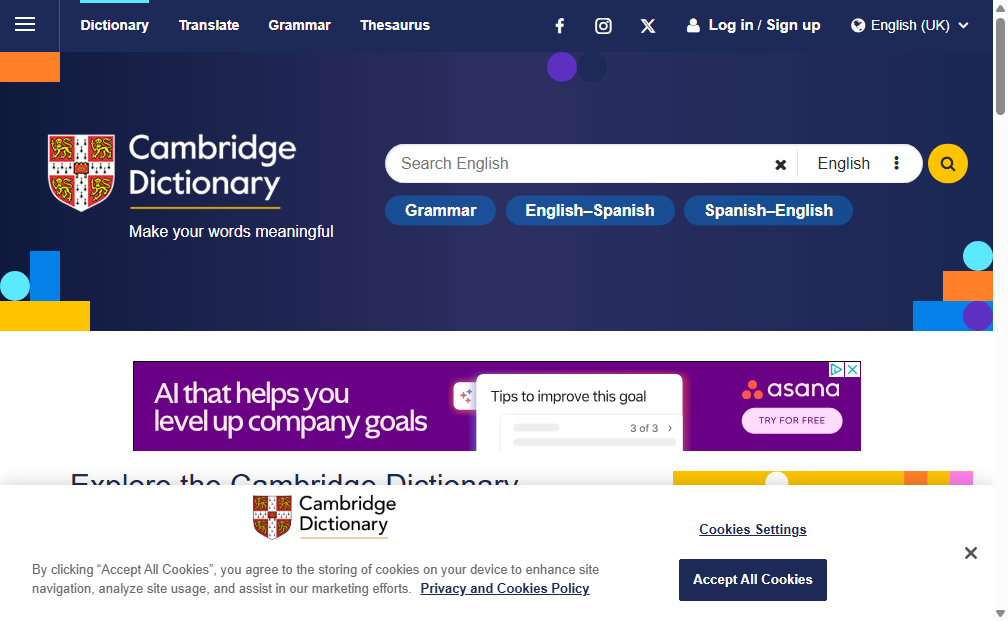 Dictionary Translate Grammar Thesaurus Log in / Sign up English (UK)
Cambridge
Dictionary
Make your words meaningful
Search English English
Grammar English–Spanish Spanish–English
AI that helps you
level up company goals
Tips to improve this goal
3 of 3
asana
TRY FOR FREE
Explore the Cambridge Dictionary
Cambridge
Dictionary
By clicking “Accept All Cookies”, you agree to the storing of cookies on your device to enhance site
navigation, analyze site usage, and assist in our marketing efforts. Privacy and Cookies Policy
Cookies Settings
Accept All Cookies